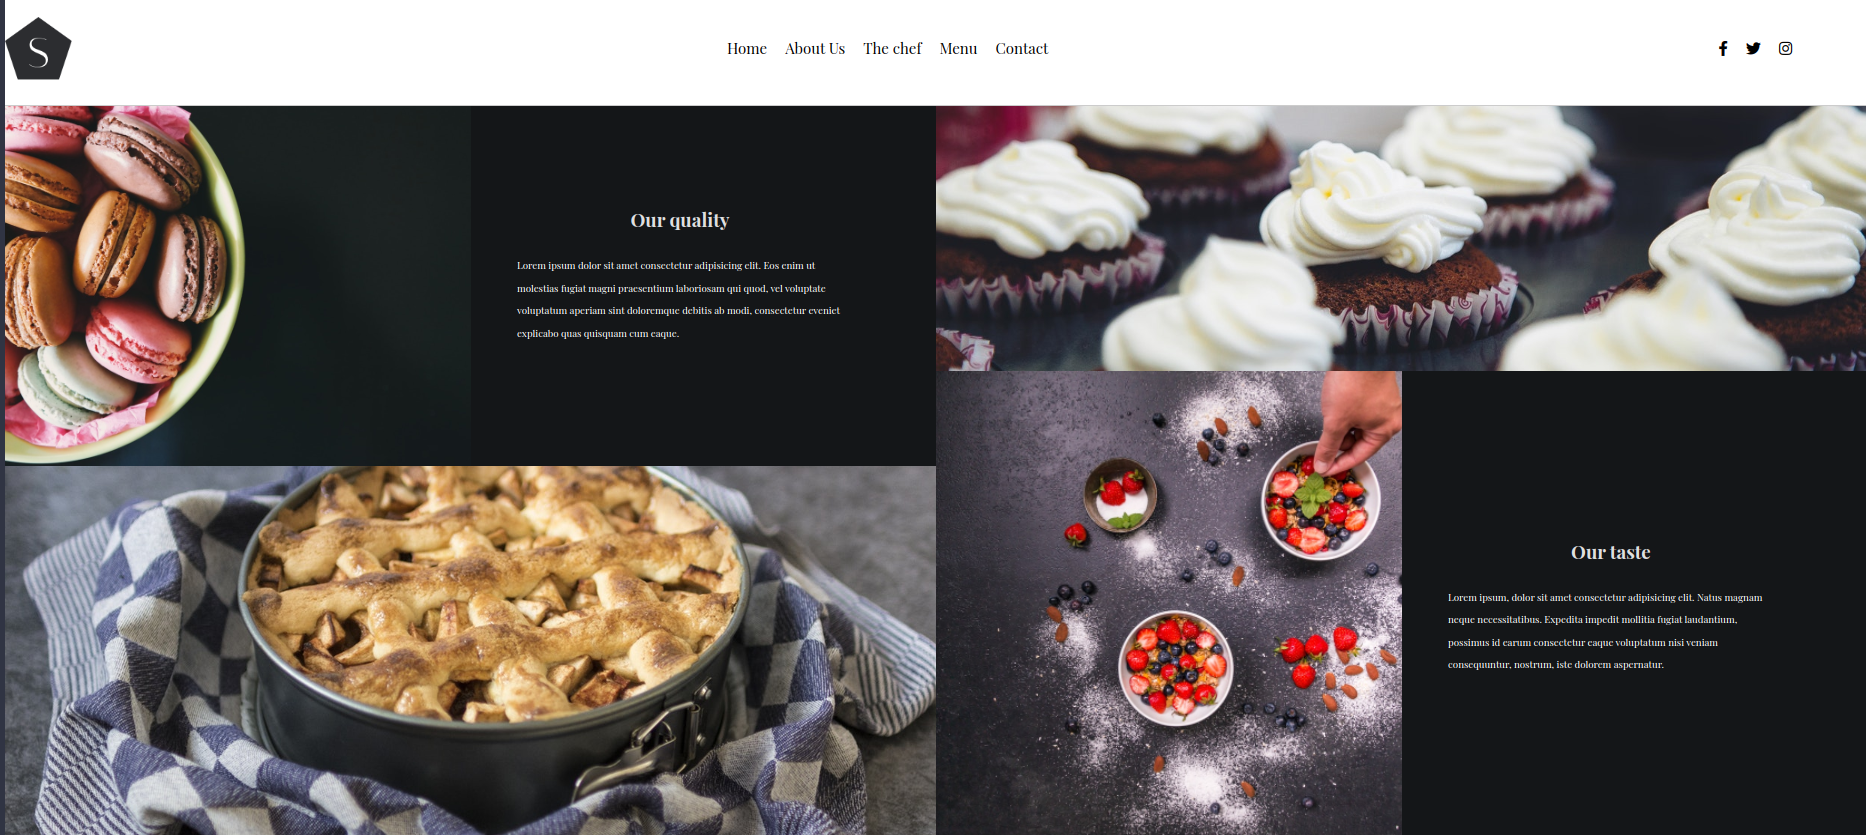 S
Home About Us The chef Menu Contact
Our quality
Lorem ipsum dolor sit amet consectetur adipisicing elit. Eos enim ut
molestias fugiat magni praesentium laboriosam qui quod, vel voluptate
voluptatum aperiam sint doloremque debitis ab modi, consectetur eveniet
explicabo quas quisquam cum eaque.
Our taste
Lorem ipsum, dolor sit amet consectetur adipisicing elit. Natus magnam
neque necessitatibus. Expedita impedit mollitia fugiat laudantium,
possimus id earum consectetur eaque voluptatum nisi veniam
consequuntur, nostrum, iste dolorem aspernatur.